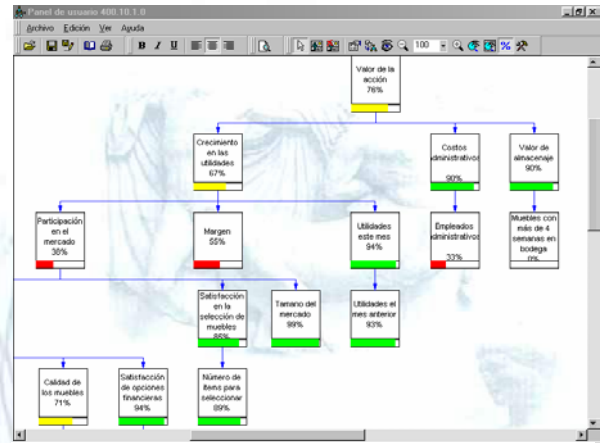 Panel de usuario 400.10.1.0
Archivo Edición Ver Ayuda
B I U 100 %
Valor de la
acción
76%
Crecimiento
en las
utilidades
67%
Costos
administrativos
90%
Valor de
almacenaje
90%
Participación
en el
mercado
38%
Margen
55%
Utilidades
este mes
94%
Empleados
administrativos
33%
Muebles con
más de 4
semanas en
bodega
0%
Satisfacción
en la
selección de
muebles
85%
Tamano del
mercado
99%
Utilidades el
mes anterior
93%
Calidad de
los muebles
71%
Satisfacción
de opciones
financieras
94%
Número de
items para
seleccionar
89%